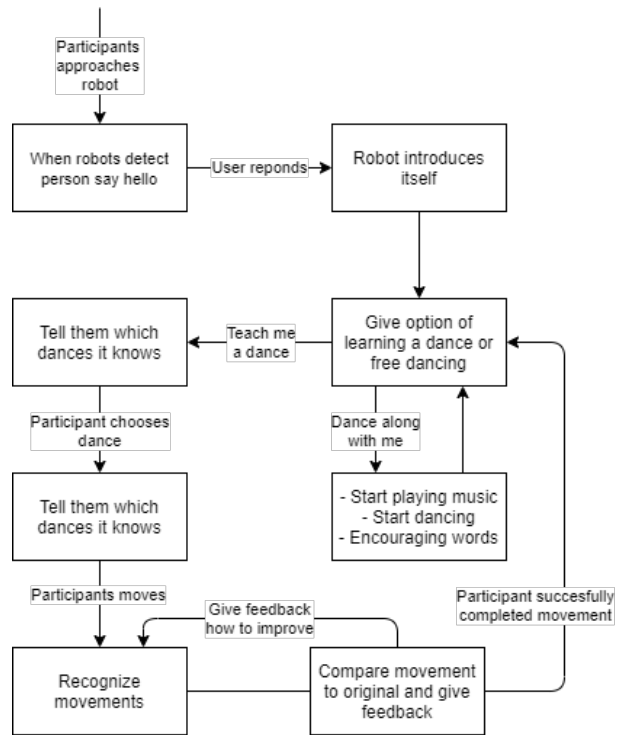 Participants
approaches
robot
When robots detect
person say hello
User reponds
Robot introduces
itself
Tell them which
dances it knows
Teach me
a dance
Give option of
learning a dance or
free dancing
Participant chooses
dance
Dance along
with me
Tell them which
dances it knows
- Start playing music
- Start dancing
- Encouraging words
Participants moves
Give feedback
how to improve
Participant succesfully
completed movement
Recognize
movements
Compare movement
to original and give
feedback